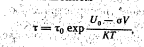 τ = τ₀ exp (U₀ − σV) / KT ,